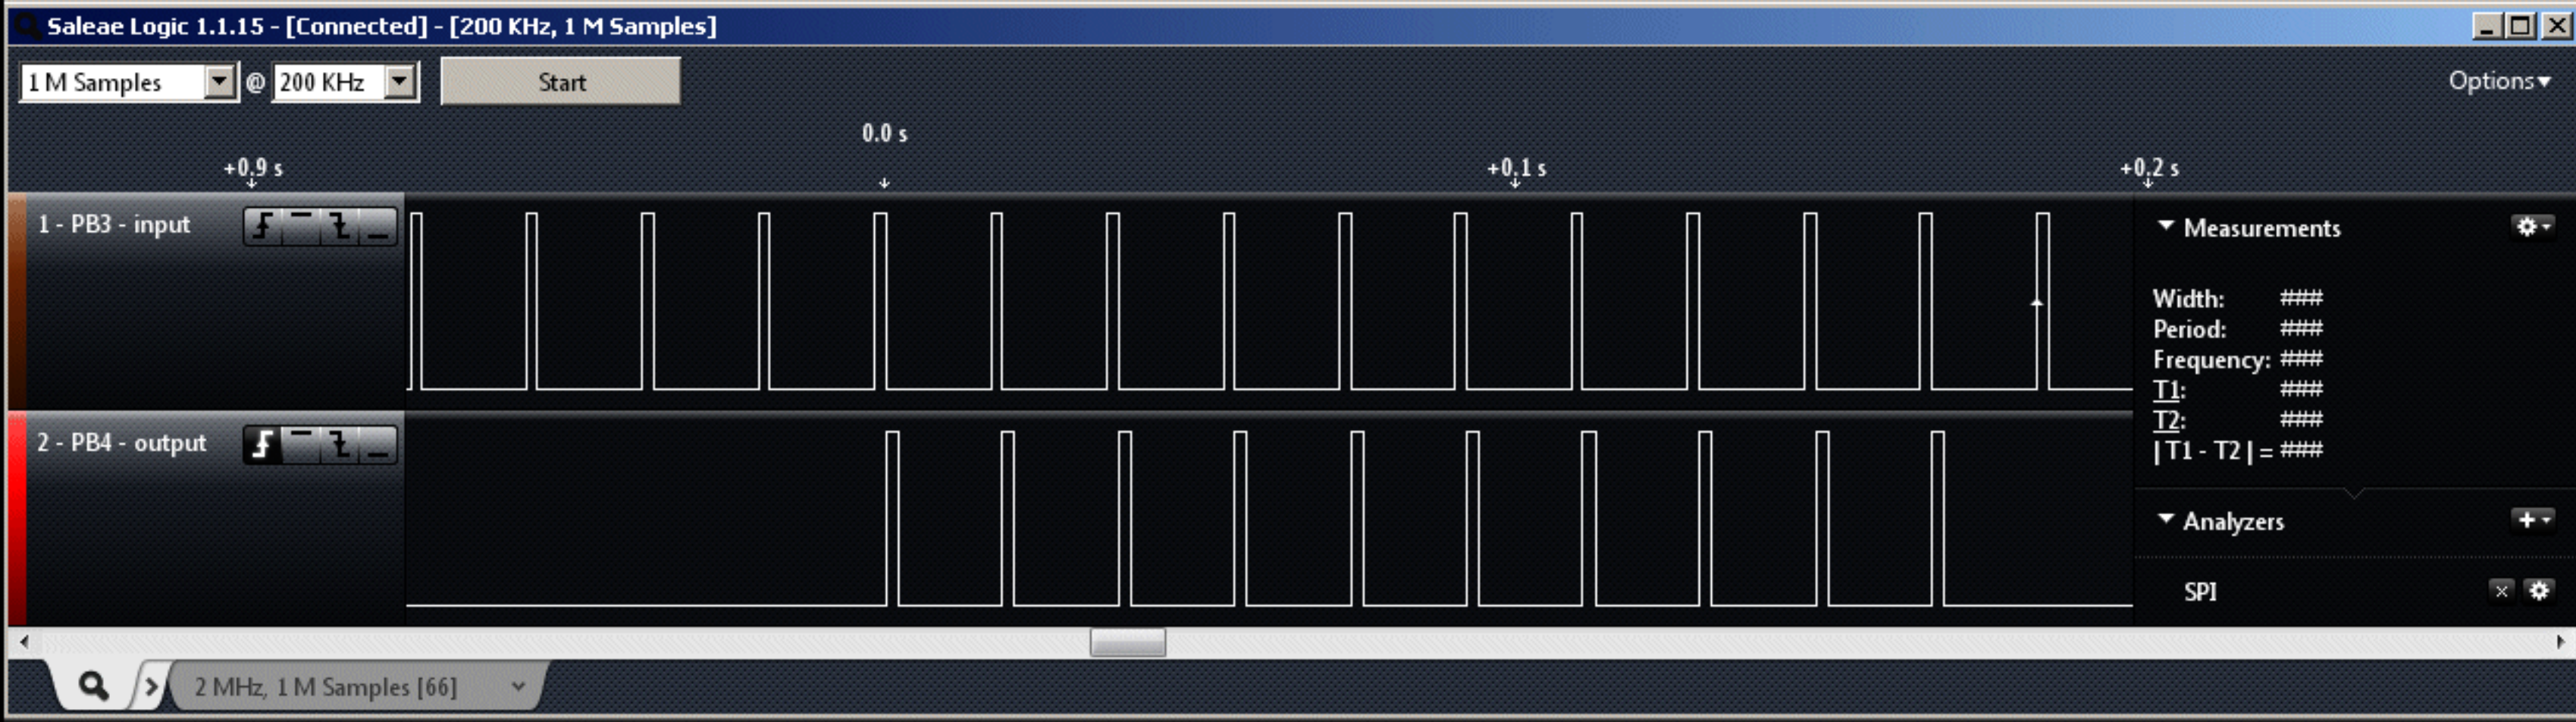 Saleae Logic 1.1.15 - [Connected] - [200 KHz, 1 M Samples]
1 M Samples @ 200 KHz Start Options
0.0 s
+0.9 s +0.1 s +0.2 s
1 - PB3 - input
2 - PB4 - output
Measurements
Width: ###
Period: ###
Frequency: ###
T1: ###
T2: ###
| T1 - T2 | = ###
Analyzers
SPI
2 MHz, 1 M Samples [66]